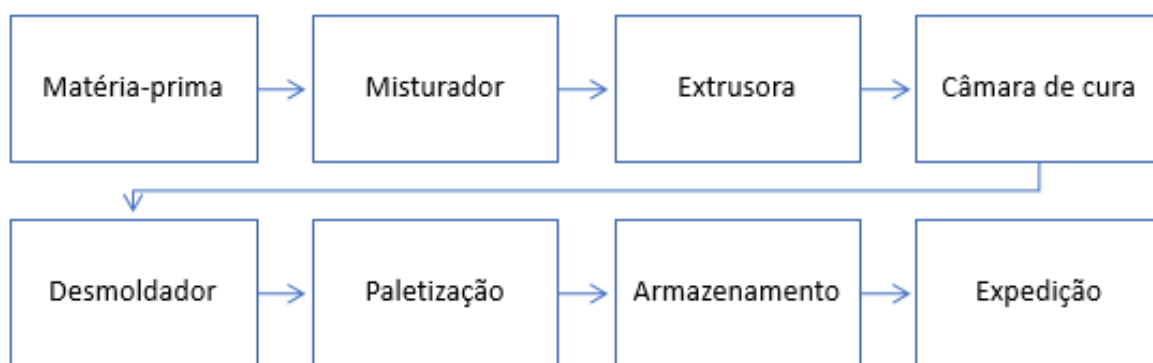 Matéria-prima
Misturador
Extrusora
Câmara de cura
Desmoldador
Paletização
Armazenamento
Expedição